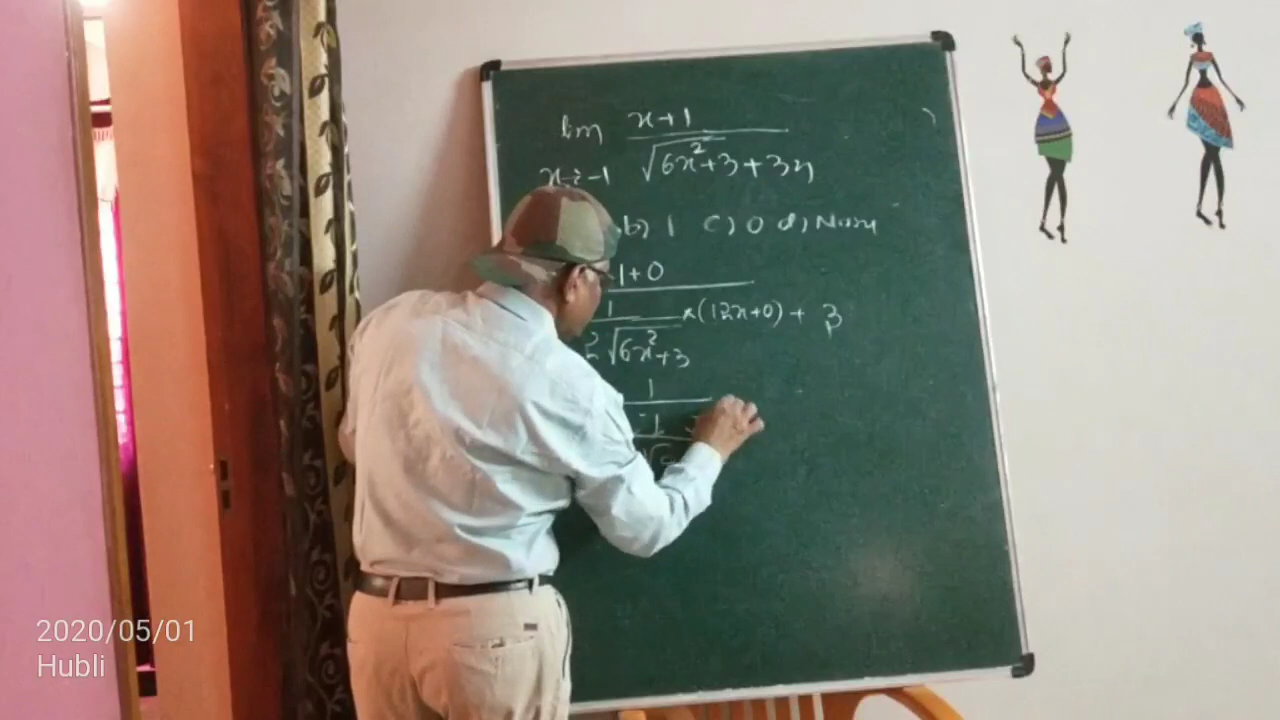 x+1
lim
√6x²+3 + 3x
x→-1
b) 1 c) 0 d) None
1+0
1 × (12x+0) + 3
2√6x²+3
1
-1
2020/05/01
Hubli